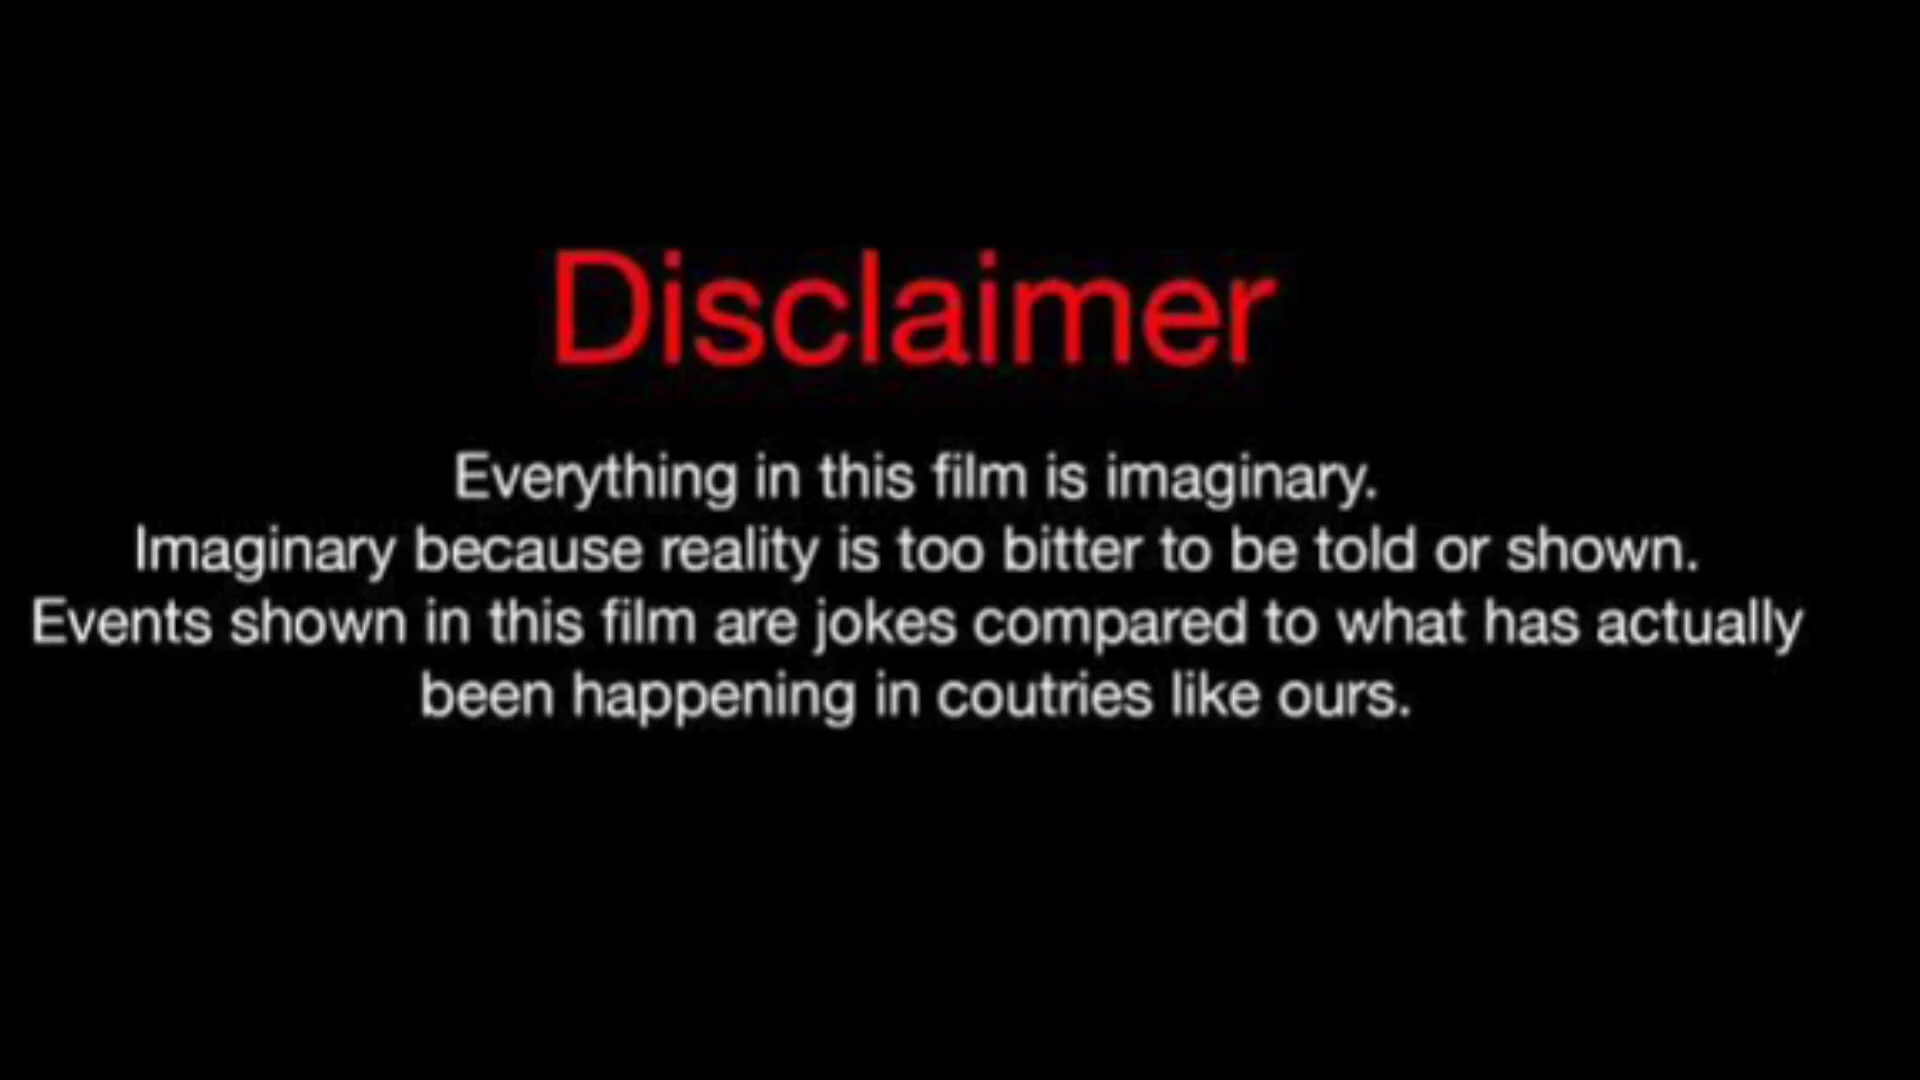 Disclaimer
Everything in this film is imaginary.
Imaginary because reality is too bitter to be told or shown.
Events shown in this film are jokes compared to what has actually
been happening in coutries like ours.